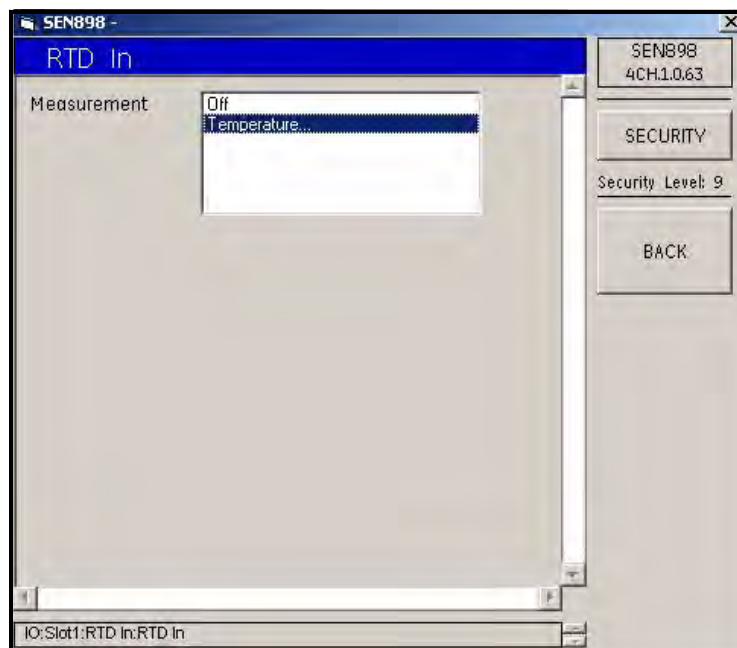 SEN898 -
RTD In
Measurement
Off
Temperature...
SEN898
4CH.1.0.63
SECURITY
Security Level: 9
BACK
IO:Slot1:RTD In:RTD In